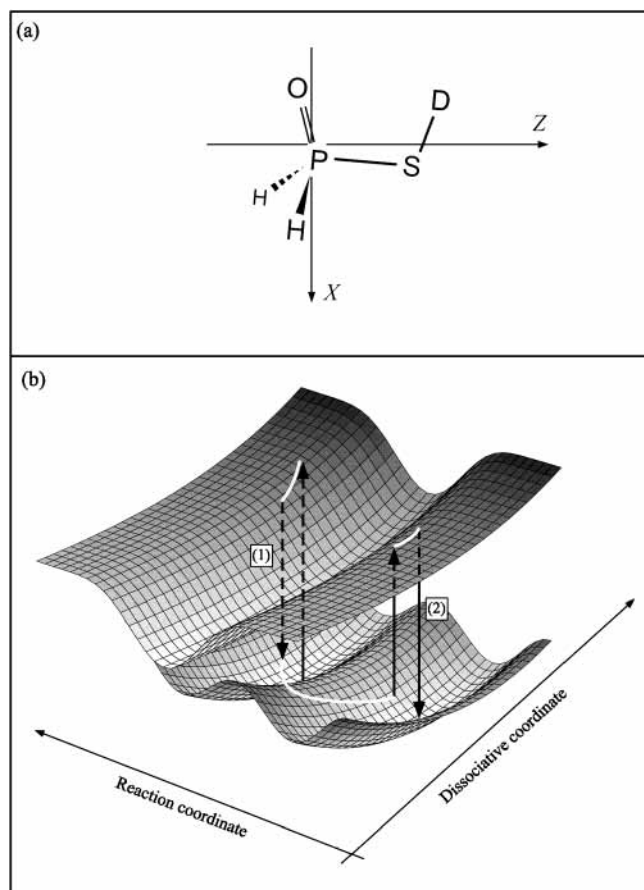 (a)
O
D
Z
P
S
H
H
X
(b)
(1)
(2)
Reaction coordinate
Dissociative coordinate